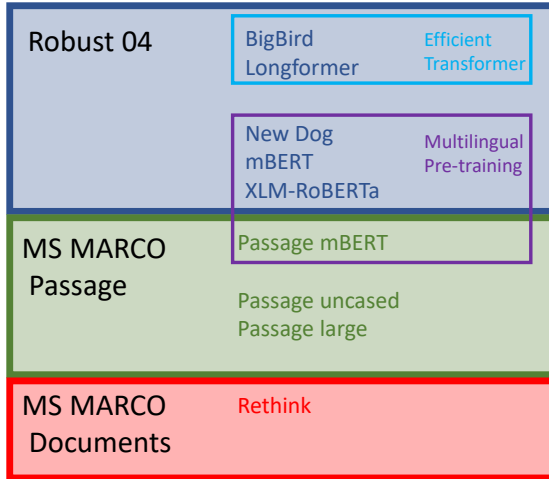 Robust 04
BigBird
Longformer
Efficient
Transformer
New Dog
mBERT
XLM-RoBERTa
Multilingual
Pre-training
MS MARCO
Passage
Passage mBERT
Passage uncased
Passage large
MS MARCO
Documents
Rethink